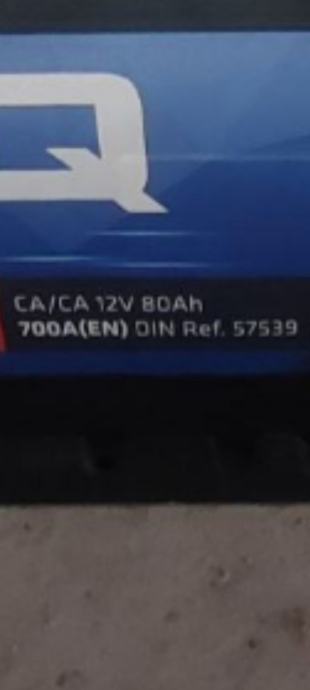 Q
CA/CA 12V 80Ah
700A(EN) DIN Ref. 57539